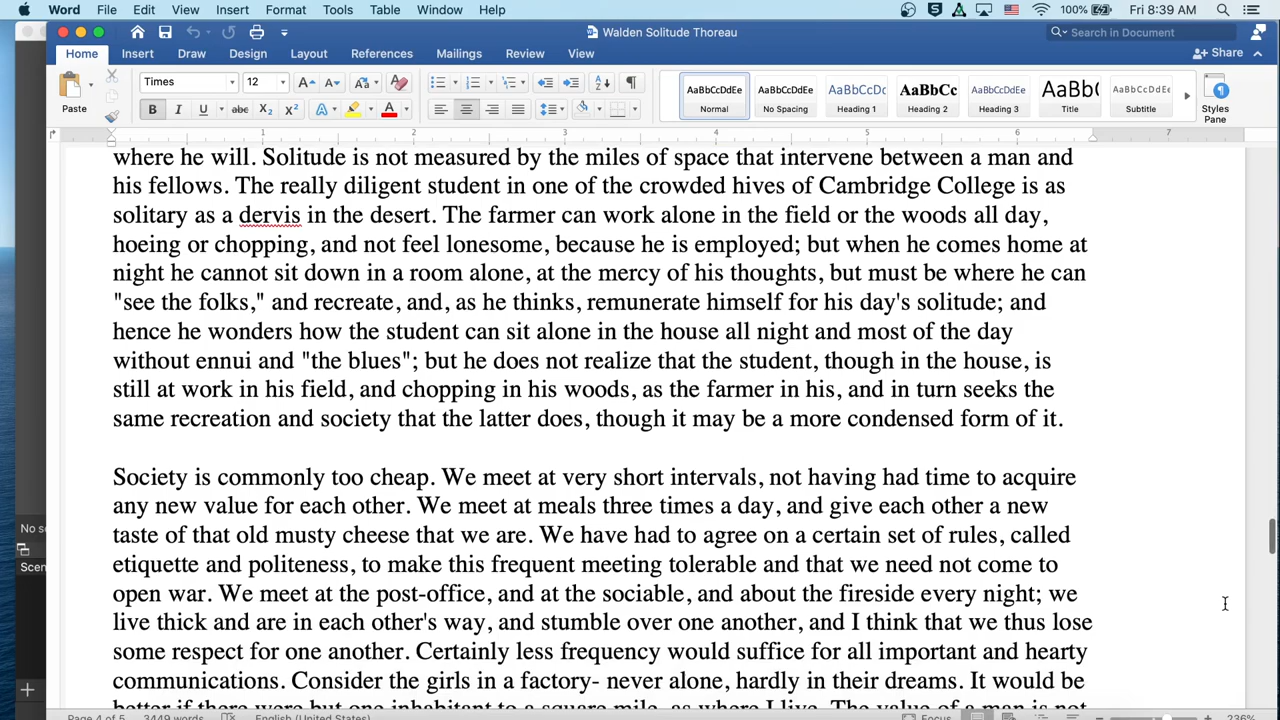 Word File Edit View Insert Format Tools Table Window Help 100% Fri 8:39 AM
Walden Solitude Thoreau
Search in Document
Home Insert Draw Design Layout References Mailings Review View
Share
Paste
Times 12
AaBbCcDdEe Normal
AaBbCcDdEe No Spacing
AaBbCcDc Heading 1
AaBbCc Heading 2
AaBbCcDdEe Heading 3
AaBbC Title
AaBbCcDdEe Subtitle
Styles Pane
1 2 3 4 5 6 7
where he will. Solitude is not measured by the miles of space that intervene between a man and
his fellows. The really diligent student in one of the crowded hives of Cambridge College is as
solitary as a dervis in the desert. The farmer can work alone in the field or the woods all day,
hoeing or chopping, and not feel lonesome, because he is employed; but when he comes home at
night he cannot sit down in a room alone, at the mercy of his thoughts, but must be where he can
"see the folks," and recreate, and, as he thinks, remunerate himself for his day's solitude; and
hence he wonders how the student can sit alone in the house all night and most of the day
without ennui and "the blues"; but he does not realize that the student, though in the house, is
still at work in his field, and chopping in his woods, as the farmer in his, and in turn seeks the
same recreation and society that the latter does, though it may be a more condensed form of it.
Society is commonly too cheap. We meet at very short intervals, not having had time to acquire
any new value for each other. We meet at meals three times a day, and give each other a new
taste of that old musty cheese that we are. We have had to agree on a certain set of rules, called
etiquette and politeness, to make this frequent meeting tolerable and that we need not come to
open war. We meet at the post-office, and at the sociable, and about the fireside every night; we
live thick and are in each other's way, and stumble over one another, and I think that we thus lose
some respect for one another. Certainly less frequency would suffice for all important and hearty
communications. Consider the girls in a factory- never alone, hardly in their dreams. It would be
better if there were but one inhabitant to a square mile, as where I live. The value of a man is not
No so
Scen
Page 4 of 5 3449 words English (United States) Focus 236%